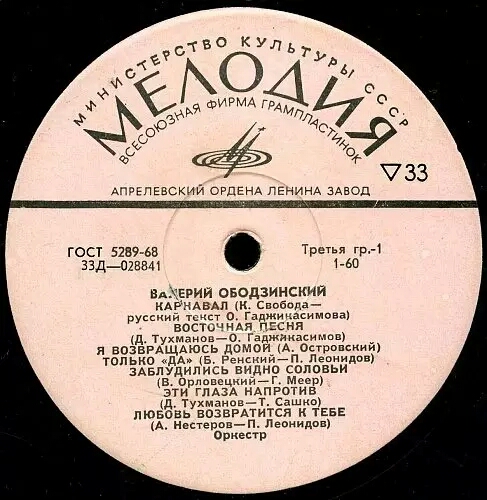 МИНИСТЕРСТВО КУЛЬТУРЫ СССР
МЕЛОДИЯ
ВСЕСОЮЗНАЯ ФИРМА ГРАМПЛАСТИНОК
АПРЕЛЕВСКИЙ ОРДЕНА ЛЕНИНА ЗАВОД
▽33
ГОСТ 5289-68
33Д—028841
Третья гр.-1
1-60
ВАЛЕРИЙ ОБОДЗИНСКИЙ
КАРНАВАЛ (К. Свобода—
русский текст О. Гаджикасимова)
ВОСТОЧНАЯ ПЕСНЯ
(Д. Тухманов—О. Гаджикасимов)
Я ВОЗВРАЩАЮСЬ ДОМОЙ (А. Островский)
ТОЛЬКО «ДА» (Б. Ренский—Л. Леонидов)
ЗАБЛУДИЛИСЬ ВИДНО СОЛОВЬИ
(В. Орловецкий—Г. Меер)
ЭТИ ГЛАЗА НАПРОТИВ
(Д. Тухманов—Т. Сашко)
ЛЮБОВЬ ВОЗВРАТИТСЯ К ТЕБЕ
(А. Нестеров—П. Леонидов)
Оркестр